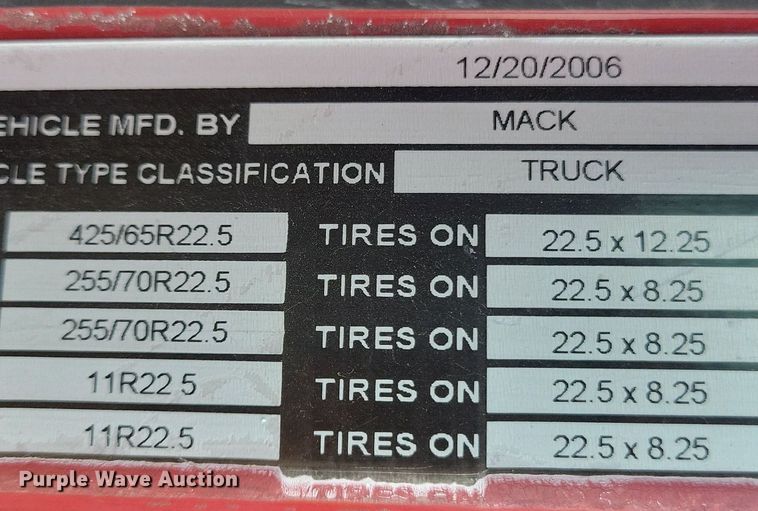 12/20/2006
EHICLE MFD. BY MACK
CLE TYPE CLASSIFICATION TRUCK
425/65R22.5 TIRES ON 22.5 x 12.25
255/70R22.5 TIRES ON 22.5 x 8.25
255/70R22.5 TIRES ON 22.5 x 8.25
11R22 5 TIRES ON 22.5 x 8.25
11R22.5 TIRES ON 22.5 x 8.25
Purple Wave Auction